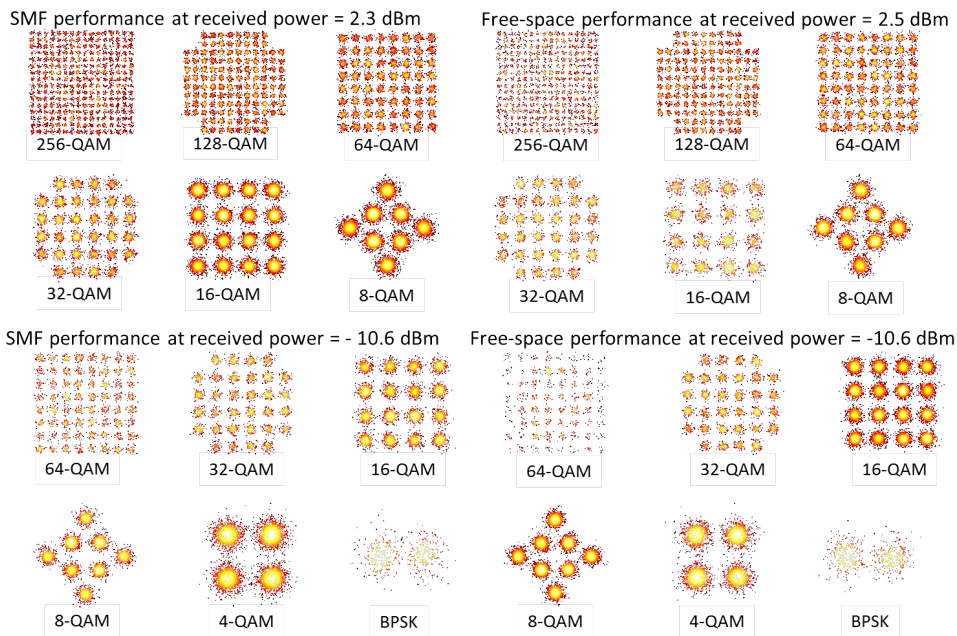 SMF performance at received power = 2.3 dBm
Free-space performance at received power = 2.5 dBm
256-QAM
128-QAM
64-QAM
256-QAM
128-QAM
64-QAM
32-QAM
16-QAM
8-QAM
32-QAM
16-QAM
8-QAM
SMF performance at received power = - 10.6 dBm
Free-space performance at received power = -10.6 dBm
64-QAM
32-QAM
16-QAM
64-QAM
32-QAM
16-QAM
8-QAM
4-QAM
BPSK
8-QAM
4-QAM
BPSK